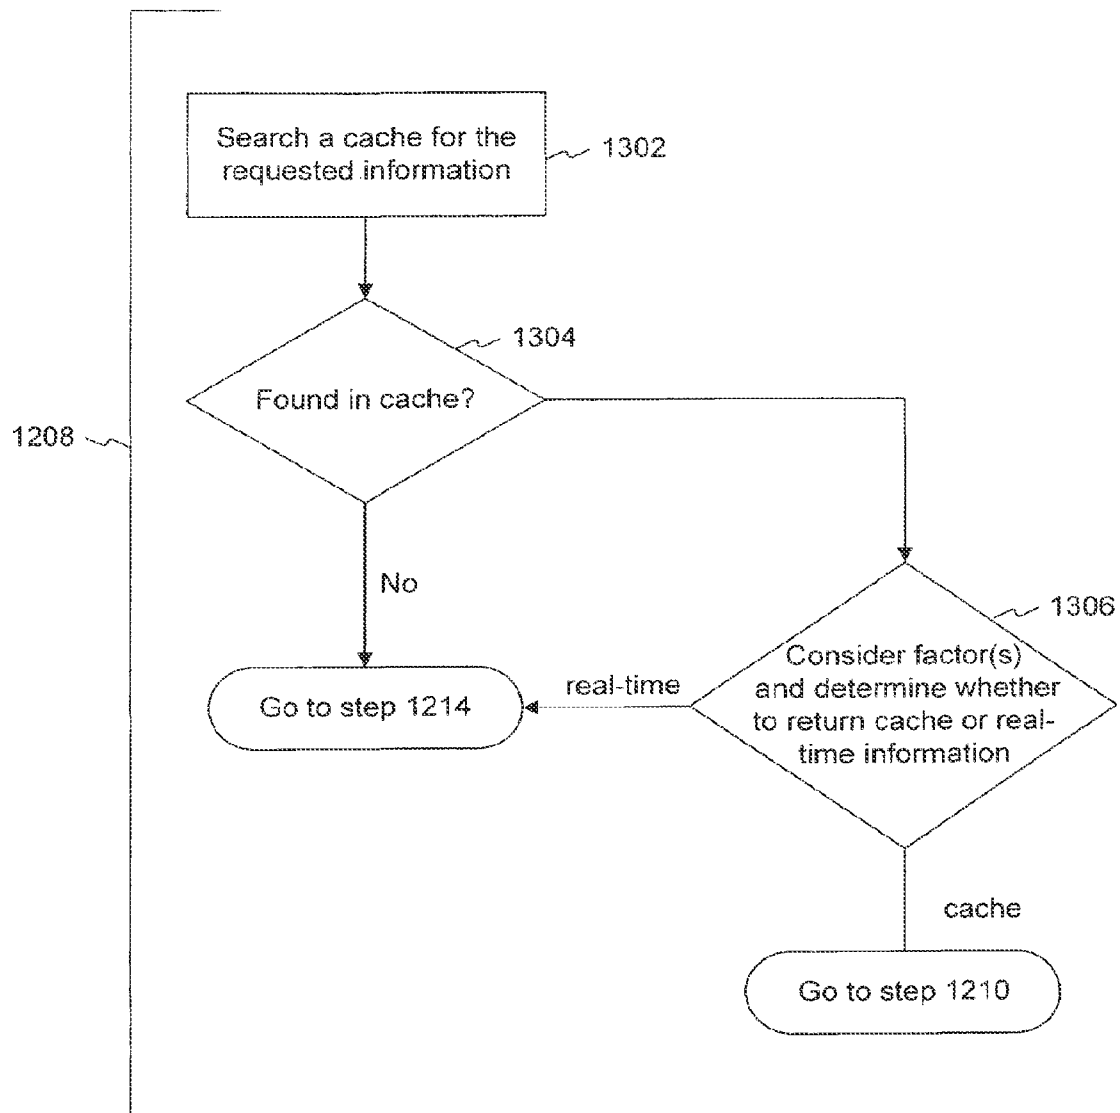 Search a cache for the
requested information
1302
1304
Found in cache?
1208
No
1306
Consider factor(s)
and determine whether
to return cache or real-
time information
real-time
Go to step 1214
cache
Go to step 1210